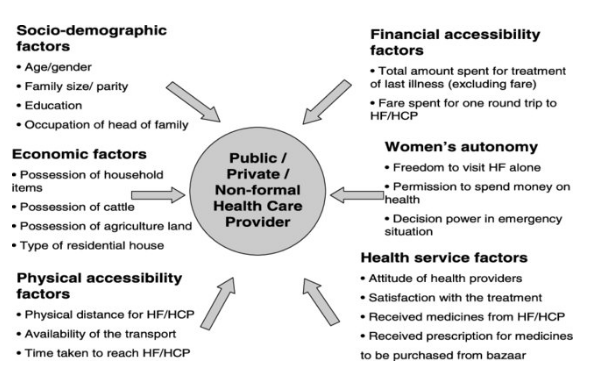 Socio-demographic
factors
• Age/gender
• Family size/ parity
• Education
• Occupation of head of family
Economic factors
• Possession of household
items
• Possession of cattle
• Possession of agriculture land
• Type of residential house
Physical accessibility
factors
• Physical distance for HF/HCP
• Availability of the transport
• Time taken to reach HF/HCP
Public /
Private /
Non-formal
Health Care
Provider
Financial accessibility
factors
• Total amount spent for treatment
of last illness (excluding fare)
• Fare spent for one round trip to
HF/HCP
Women's autonomy
• Freedom to visit HF alone
• Permission to spend money on
health
• Decision power in emergency
situation
Health service factors
• Attitude of health providers
• Satisfaction with the treatment
• Received medicines from HF/HCP
• Received prescription for medicines
to be purchased from bazaar